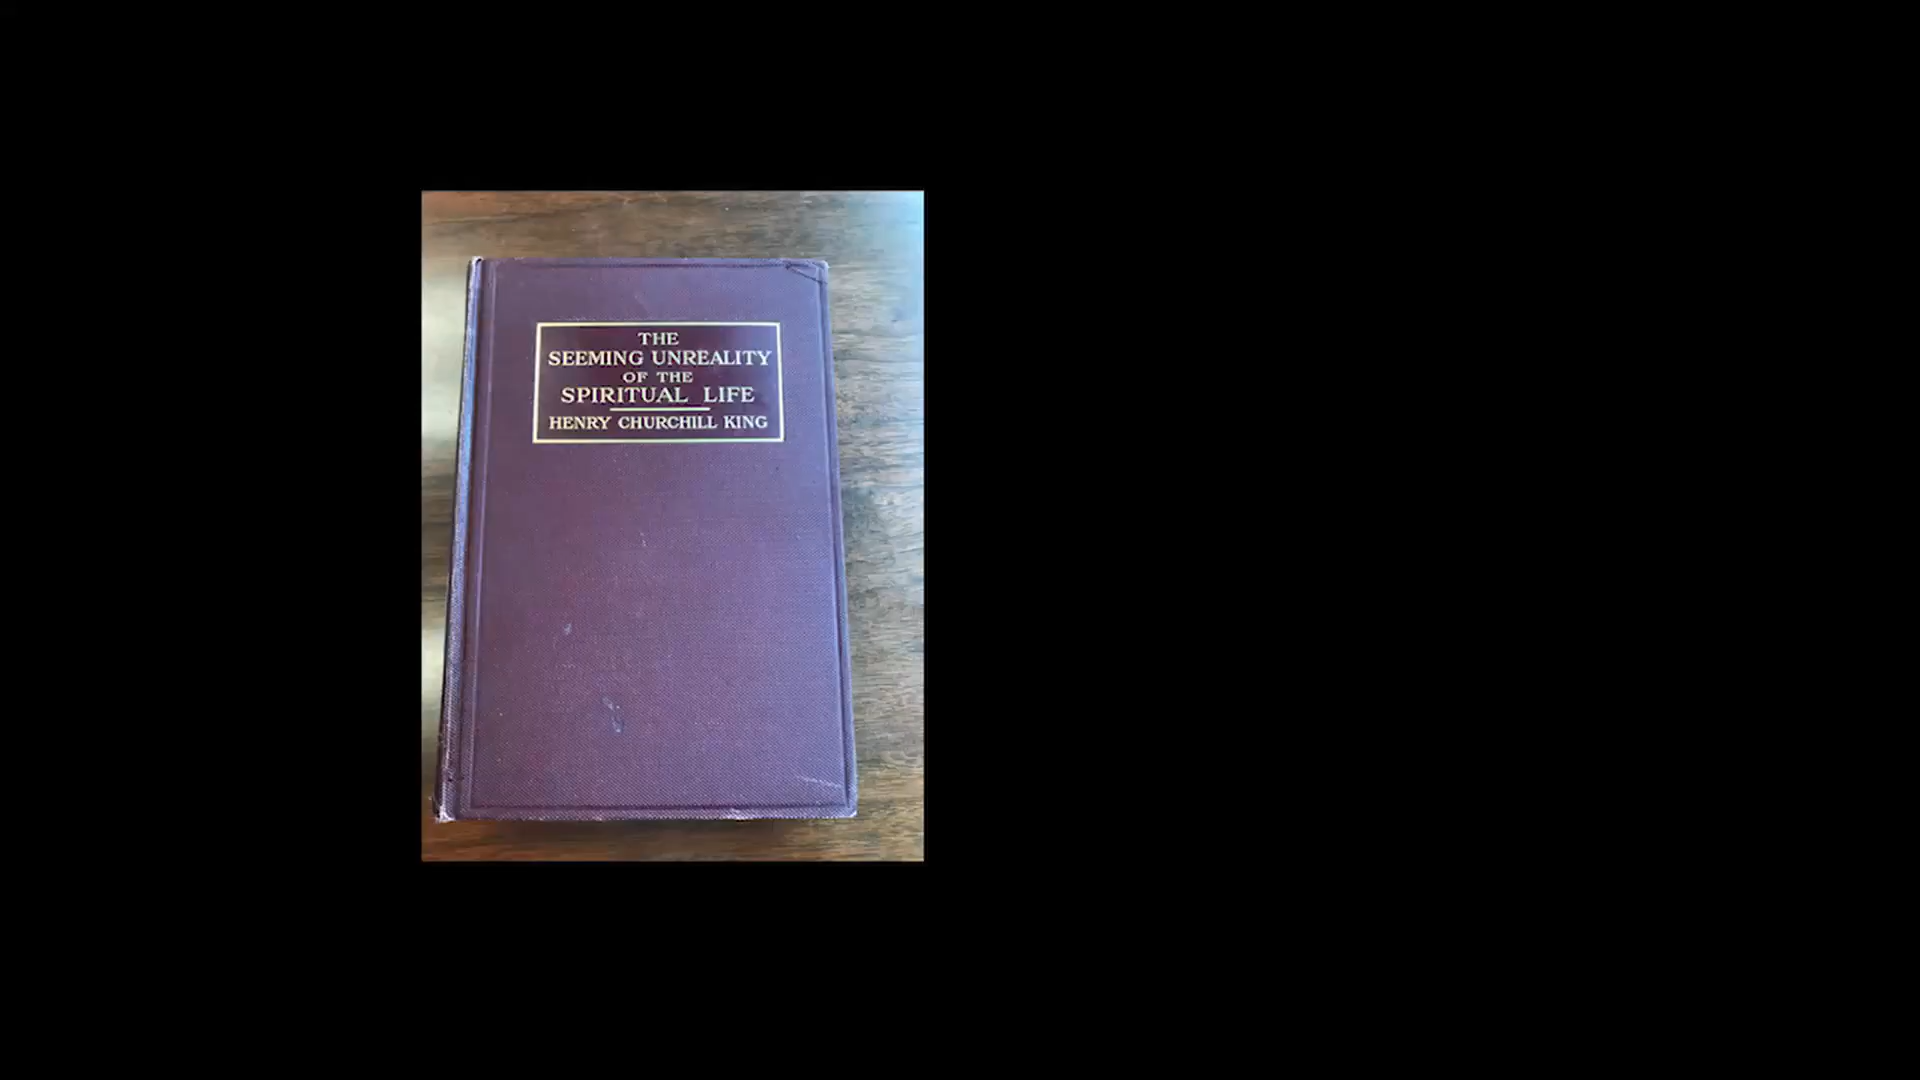 THE
SEEMING UNREALITY
OF THE
SPIRITUAL LIFE
HENRY CHURCHILL KING